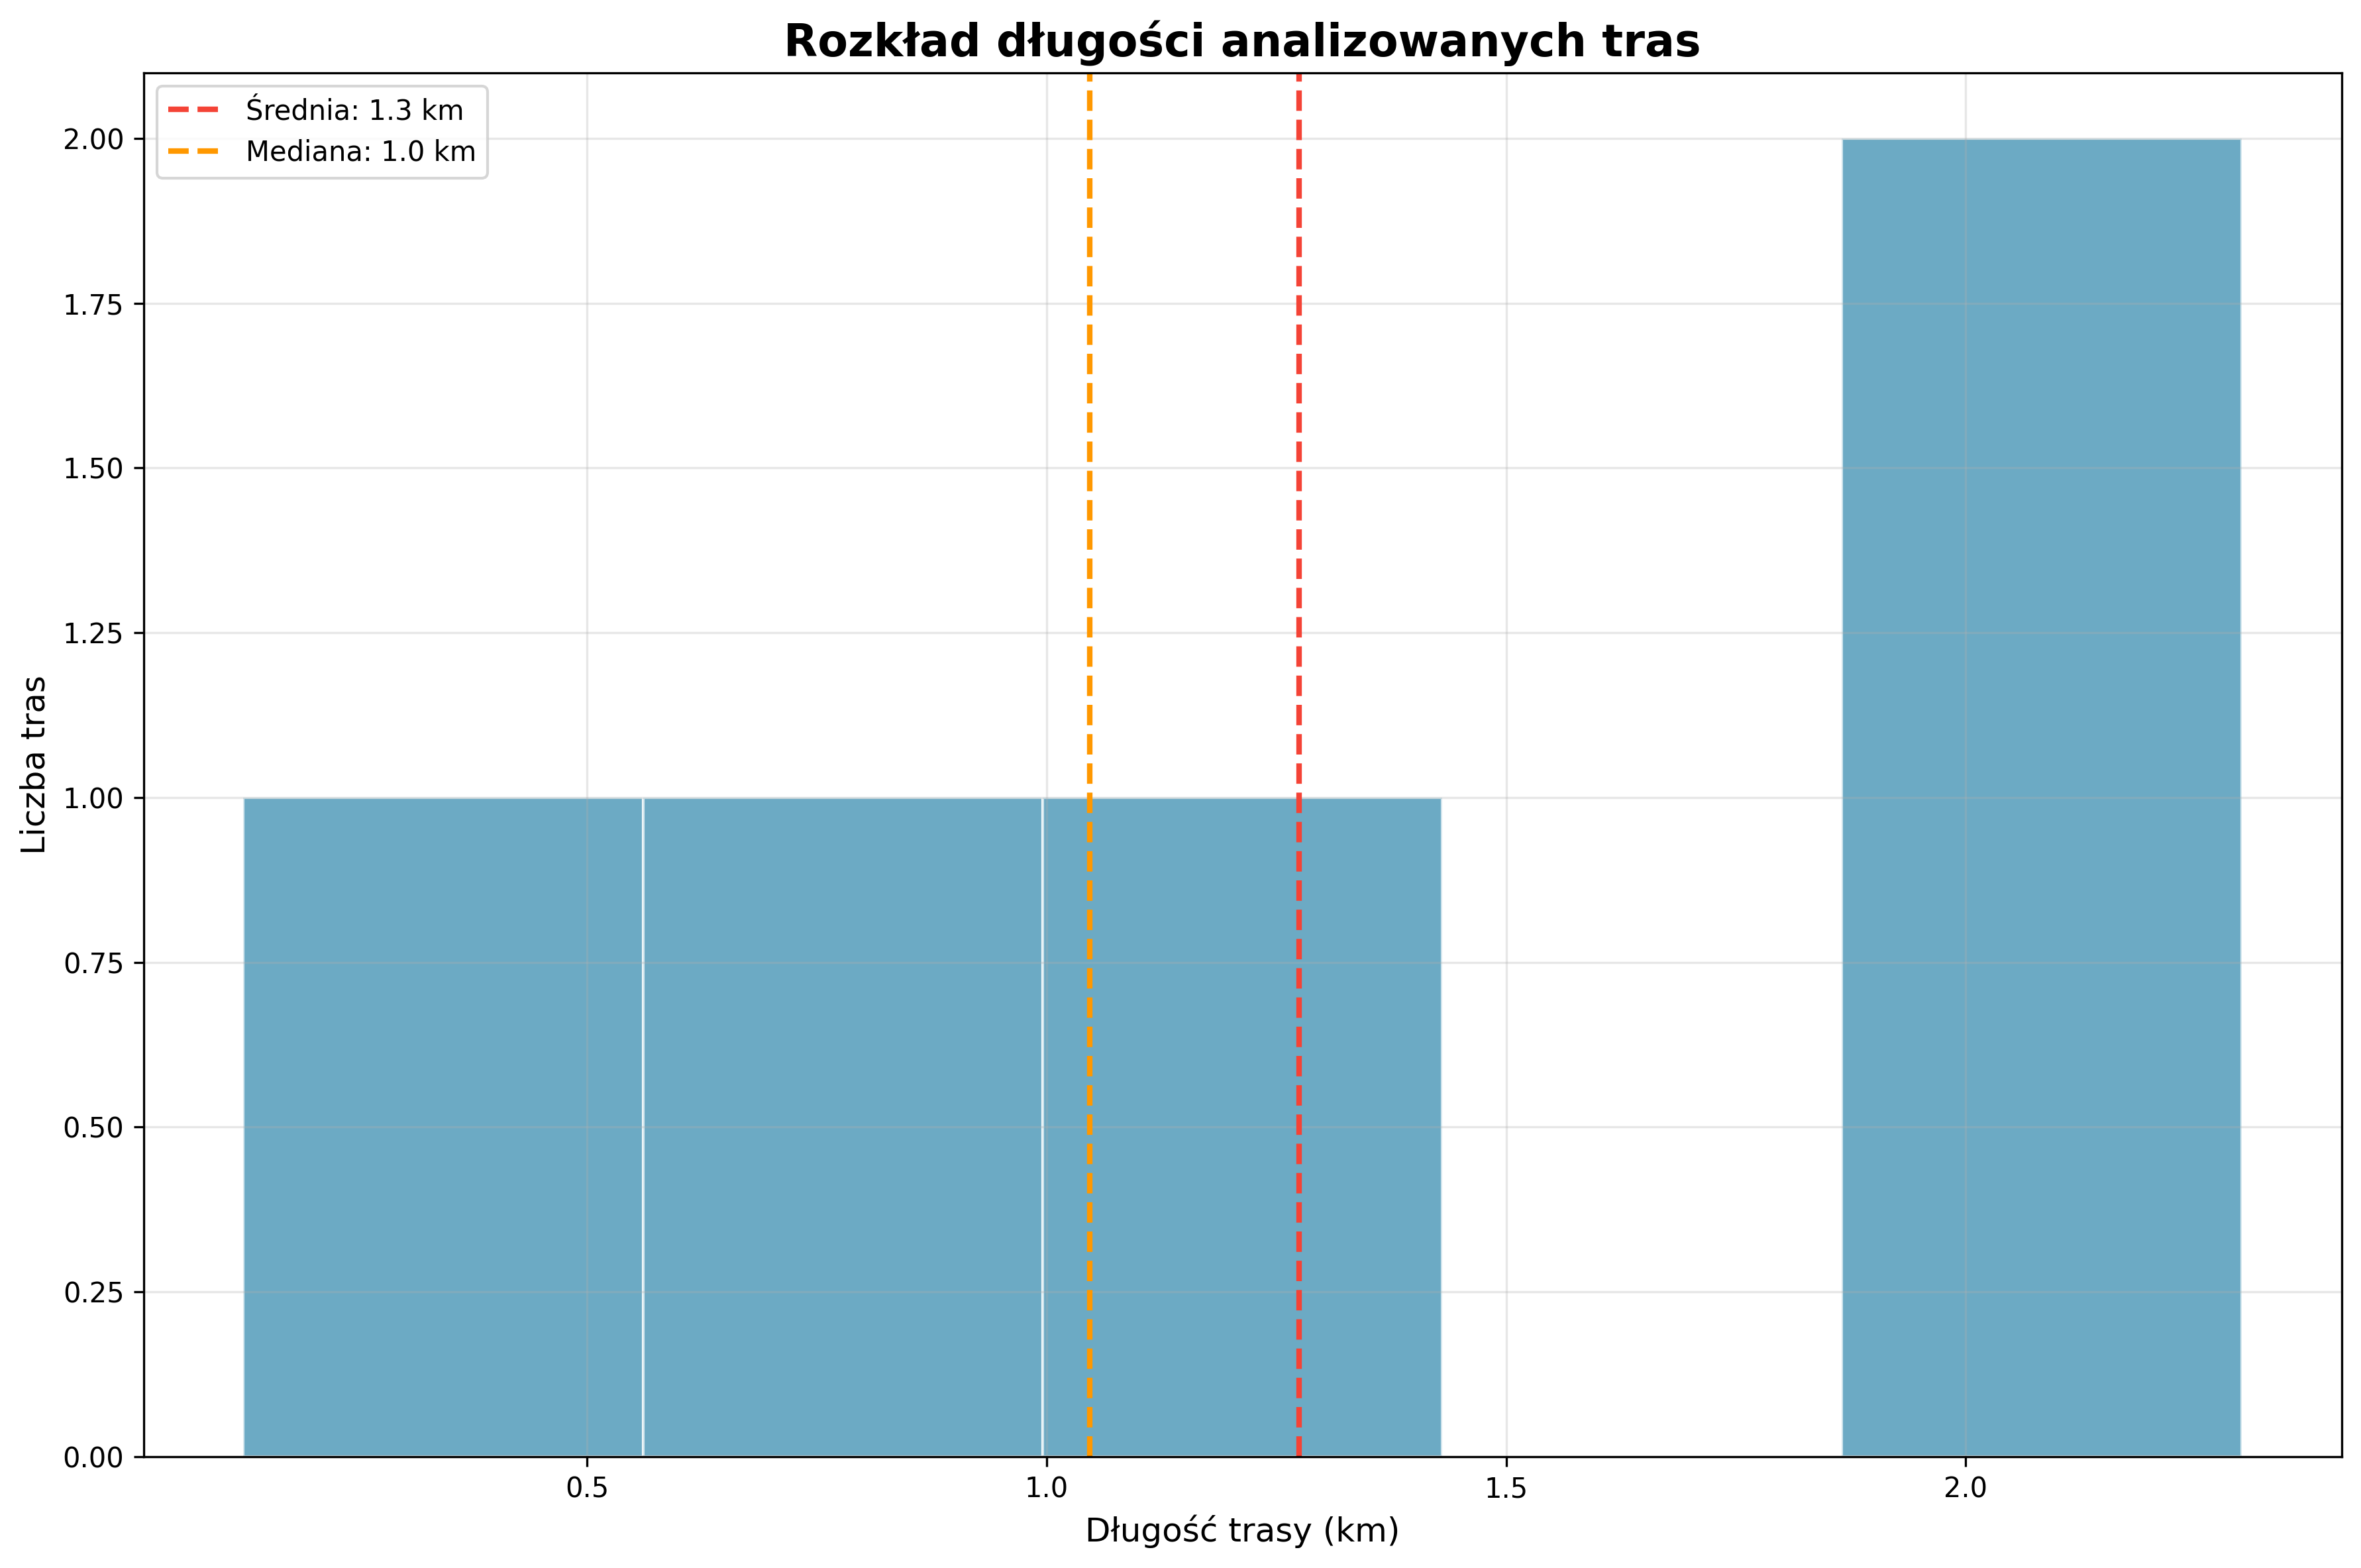 Rozkład długości analizowanych tras
Średnia: 1.3 km
Mediana: 1.0 km
2.00
1.75
1.50
1.25
1.00
0.75
0.50
0.25
0.00
Liczba tras
0.5
1.0
1.5
2.0
Długość trasy (km)